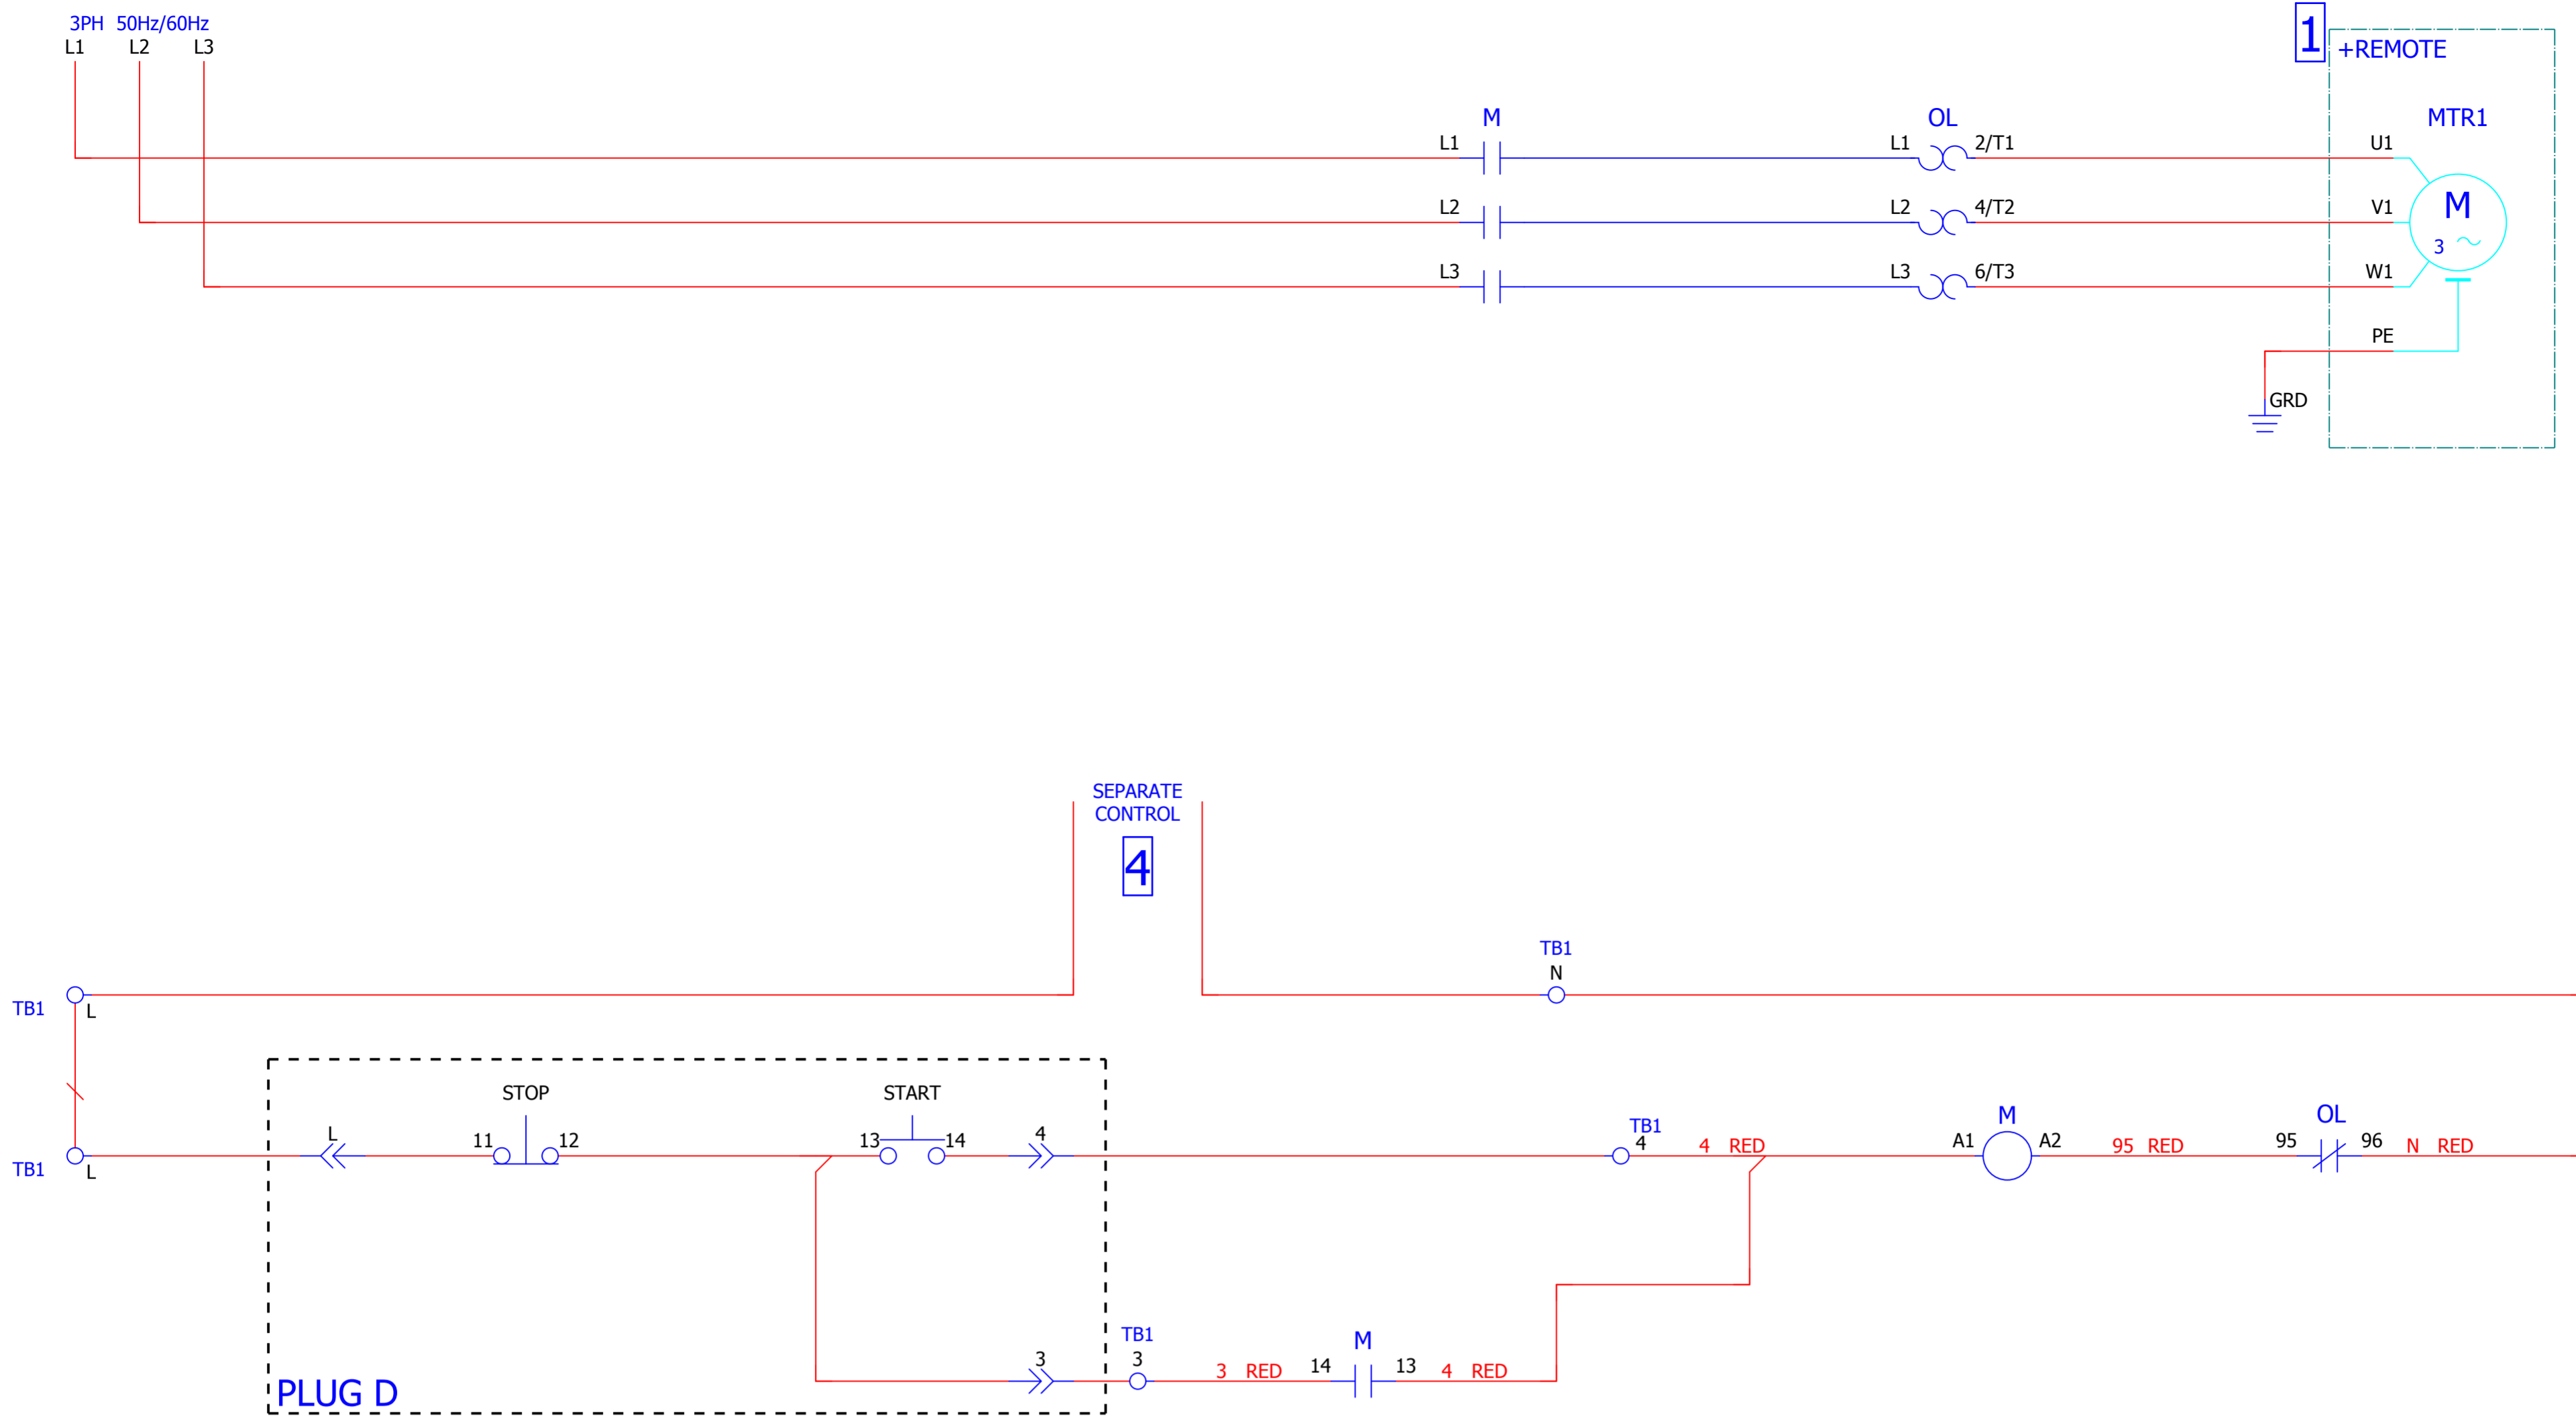 3PH 50Hz/60Hz
L1 L2 L3
1
+REMOTE
M OL MTR1
L1 L1 2/T1 U1
L2 L2 4/T2 V1
M
3
L3 L3 6/T3 W1
PE
GRD
SEPARATE
CONTROL
4
TB1
N
TB1 L
STOP START
TB1
M OL
L 11 12 13 14 4 4 4 RED A1 A2 95 RED 95 96 N RED
TB1 L
TB1
M
3 3 3 RED 14 13 4 RED
PLUG D